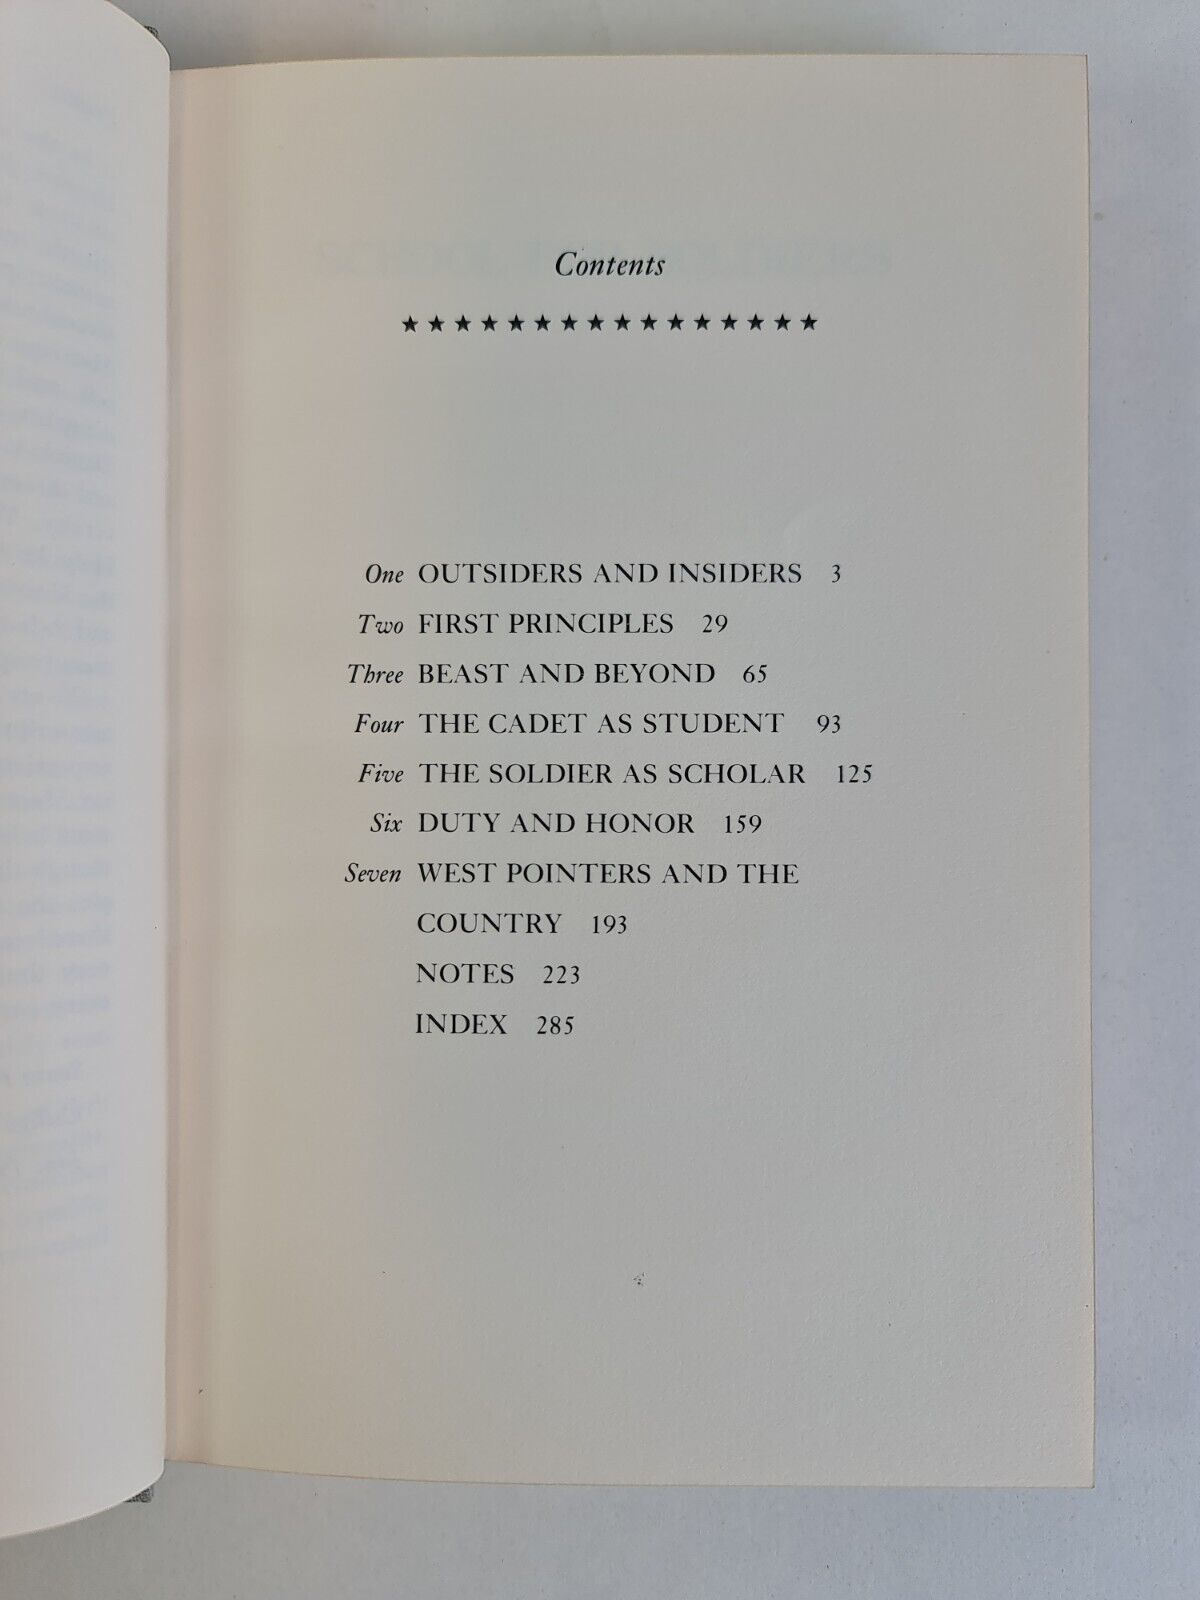 Contents
★ ★ ★ ★ ★ ★ ★ ★ ★ ★ ★ ★ ★ ★ ★ ★
One OUTSIDERS AND INSIDERS 3
Two FIRST PRINCIPLES 29
Three BEAST AND BEYOND 65
Four THE CADET AS STUDENT 93
Five THE SOLDIER AS SCHOLAR 125
Six DUTY AND HONOR 159
Seven WEST POINTERS AND THE
COUNTRY 193
NOTES 223
INDEX 285